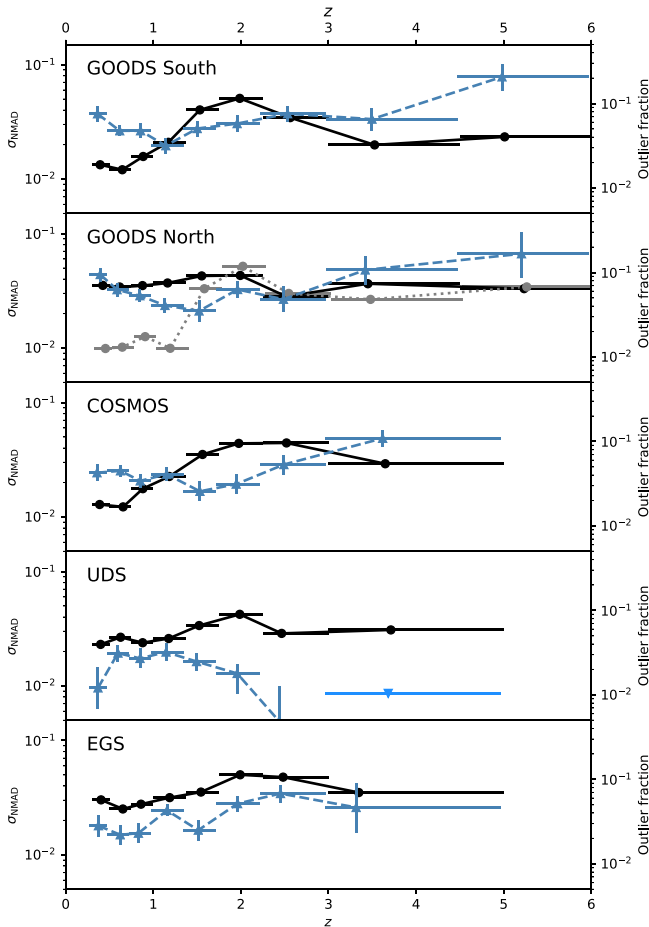 z
0 1 2 3 4 5 6
GOODS South
10⁻¹
10⁻²
σNMAD
10⁻¹
10⁻²
Outlier fraction
GOODS North
10⁻¹
10⁻²
σNMAD
10⁻¹
10⁻²
Outlier fraction
COSMOS
10⁻¹
10⁻²
σNMAD
10⁻¹
10⁻²
Outlier fraction
UDS
10⁻¹
10⁻²
σNMAD
10⁻¹
10⁻²
Outlier fraction
EGS
10⁻¹
10⁻²
σNMAD
10⁻¹
10⁻²
Outlier fraction
0 1 2 3 4 5 6
z